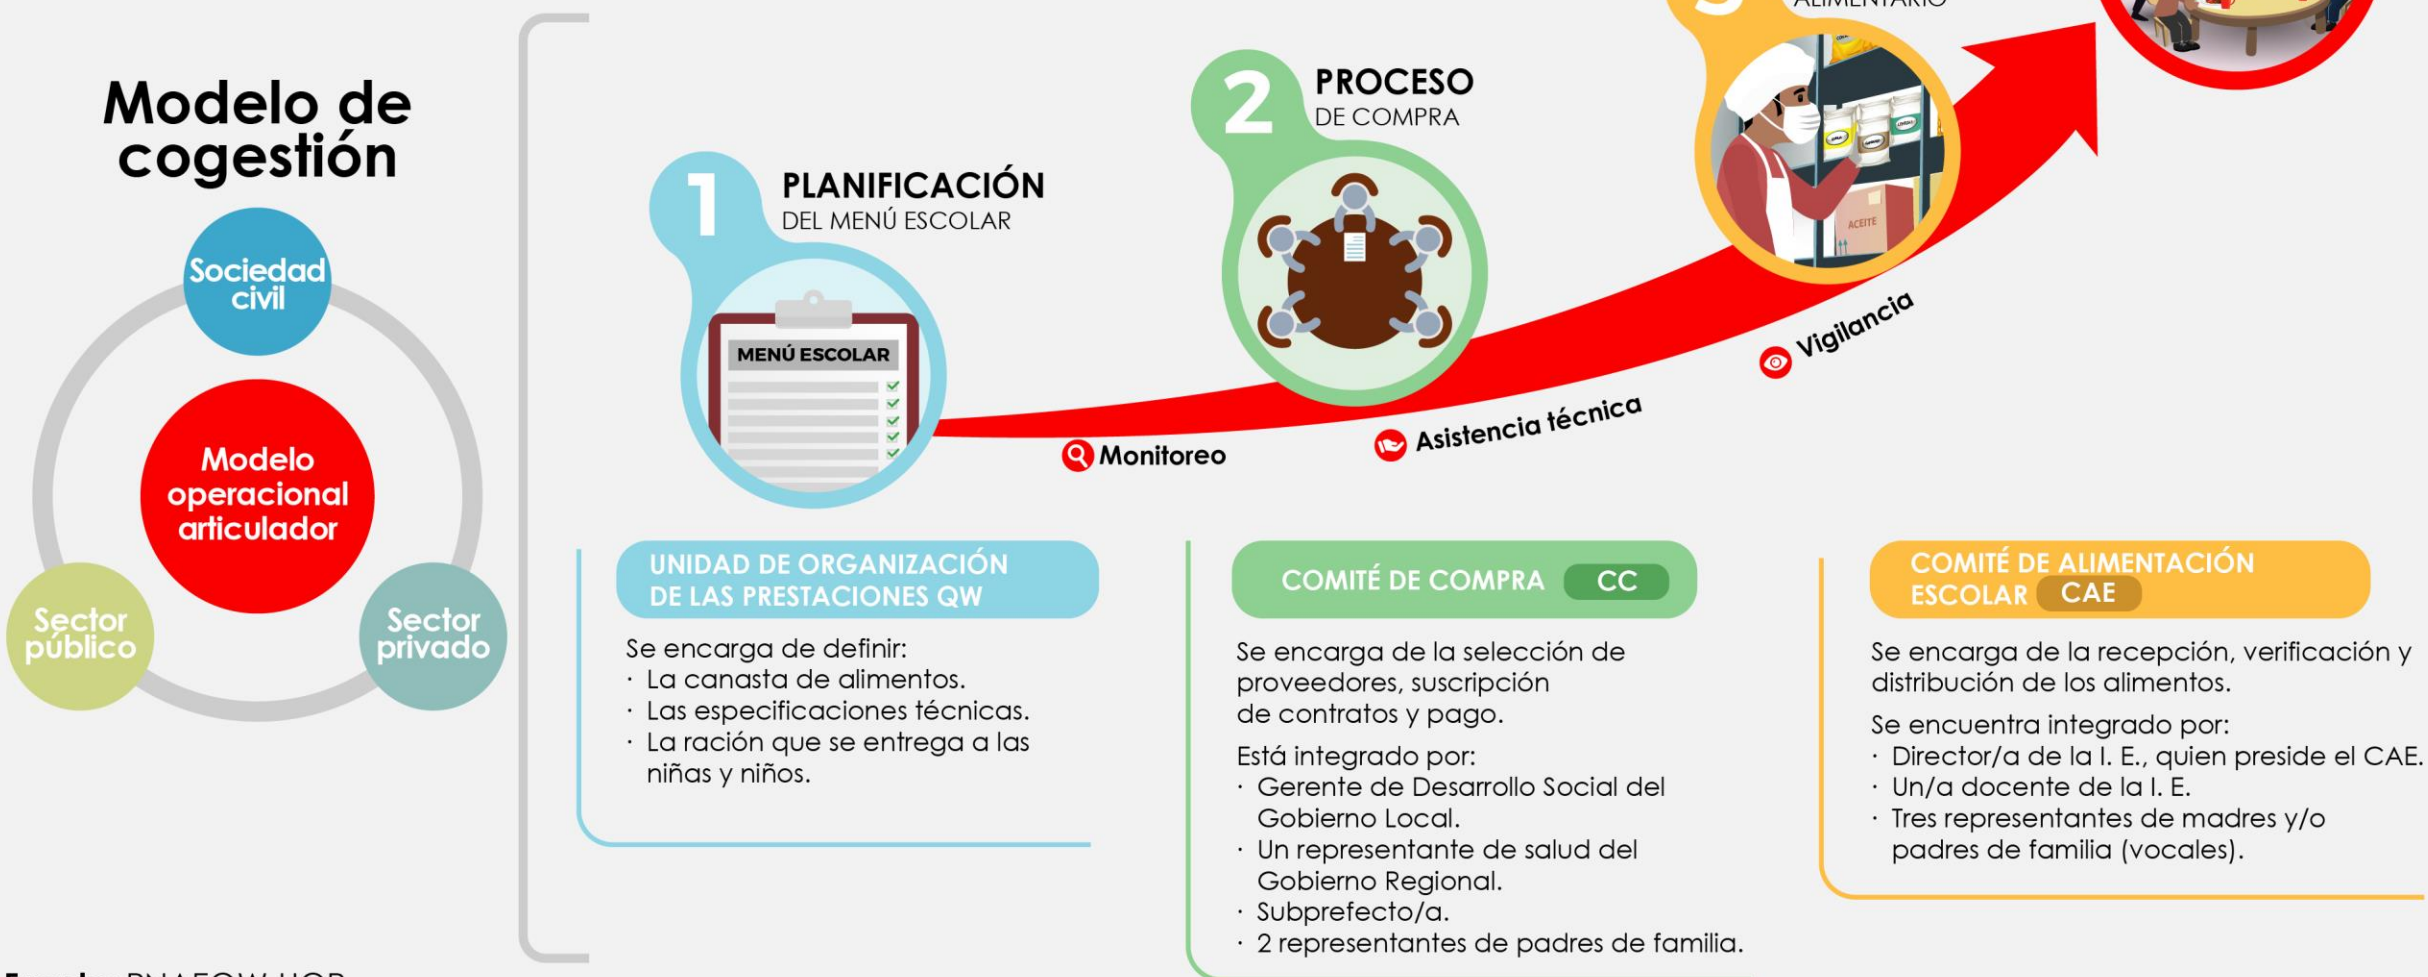 Modelo de
cogestión
Sociedad
civil
Modelo
operacional
articulador
Sector
público
Sector
privado
1
PLANIFICACIÓN
DEL MENÚ ESCOLAR
MENÚ ESCOLAR
2
PROCESO
DE COMPRA
3
ALIMENTARIO
ACEITE
Monitoreo
Asistencia técnica
Vigilancia
UNIDAD DE ORGANIZACIÓN
DE LAS PRESTACIONES QW
Se encarga de definir:
· La canasta de alimentos.
· Las especificaciones técnicas.
· La ración que se entrega a las
niñas y niños.
COMITÉ DE COMPRA CC
Se encarga de la selección de
proveedores, suscripción
de contratos y pago.
Está integrado por:
· Gerente de Desarrollo Social del
Gobierno Local.
· Un representante de salud del
Gobierno Regional.
· Subprefecto/a.
· 2 representantes de padres de familia.
COMITÉ DE ALIMENTACIÓN
ESCOLAR CAE
Se encarga de la recepción, verificación y
distribución de los alimentos.
Se encuentra integrado por:
· Director/a de la I. E., quien preside el CAE.
· Un/a docente de la I. E.
· Tres representantes de madres y/o
padres de familia (vocales).